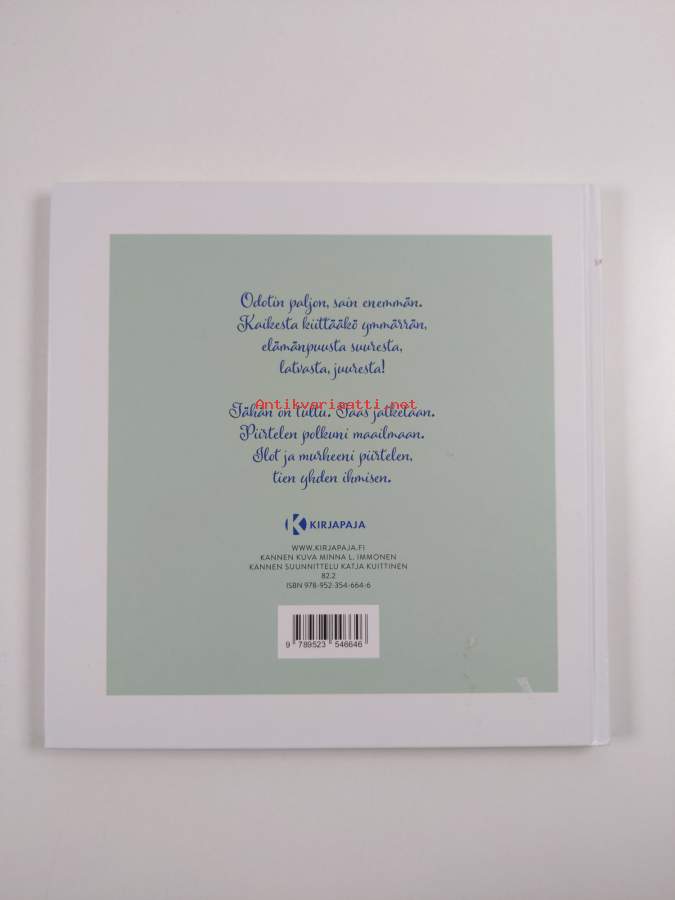 Odotin paljon, sain enemmän.
Kaikesta kiittääkö ymmärrän,
elämänpuusta suuresta,
latvasta, juuresta!
Antikvariaatti.net
Tähän on tultu. Taas jatketaan.
Piirtelen polkuni maailmaan.
Ilot ja murheeni piirtelen,
tien yhden ihmisen.
K KIRJAPAJA
WWW.KIRJAPAJA.FI
KANNEN KUVA MINNA L. IMMONEN
KANNEN SUUNNITTELU KATJA KUITTINEN
82.2
ISBN 978-952-354-664-6
9 789523 546646